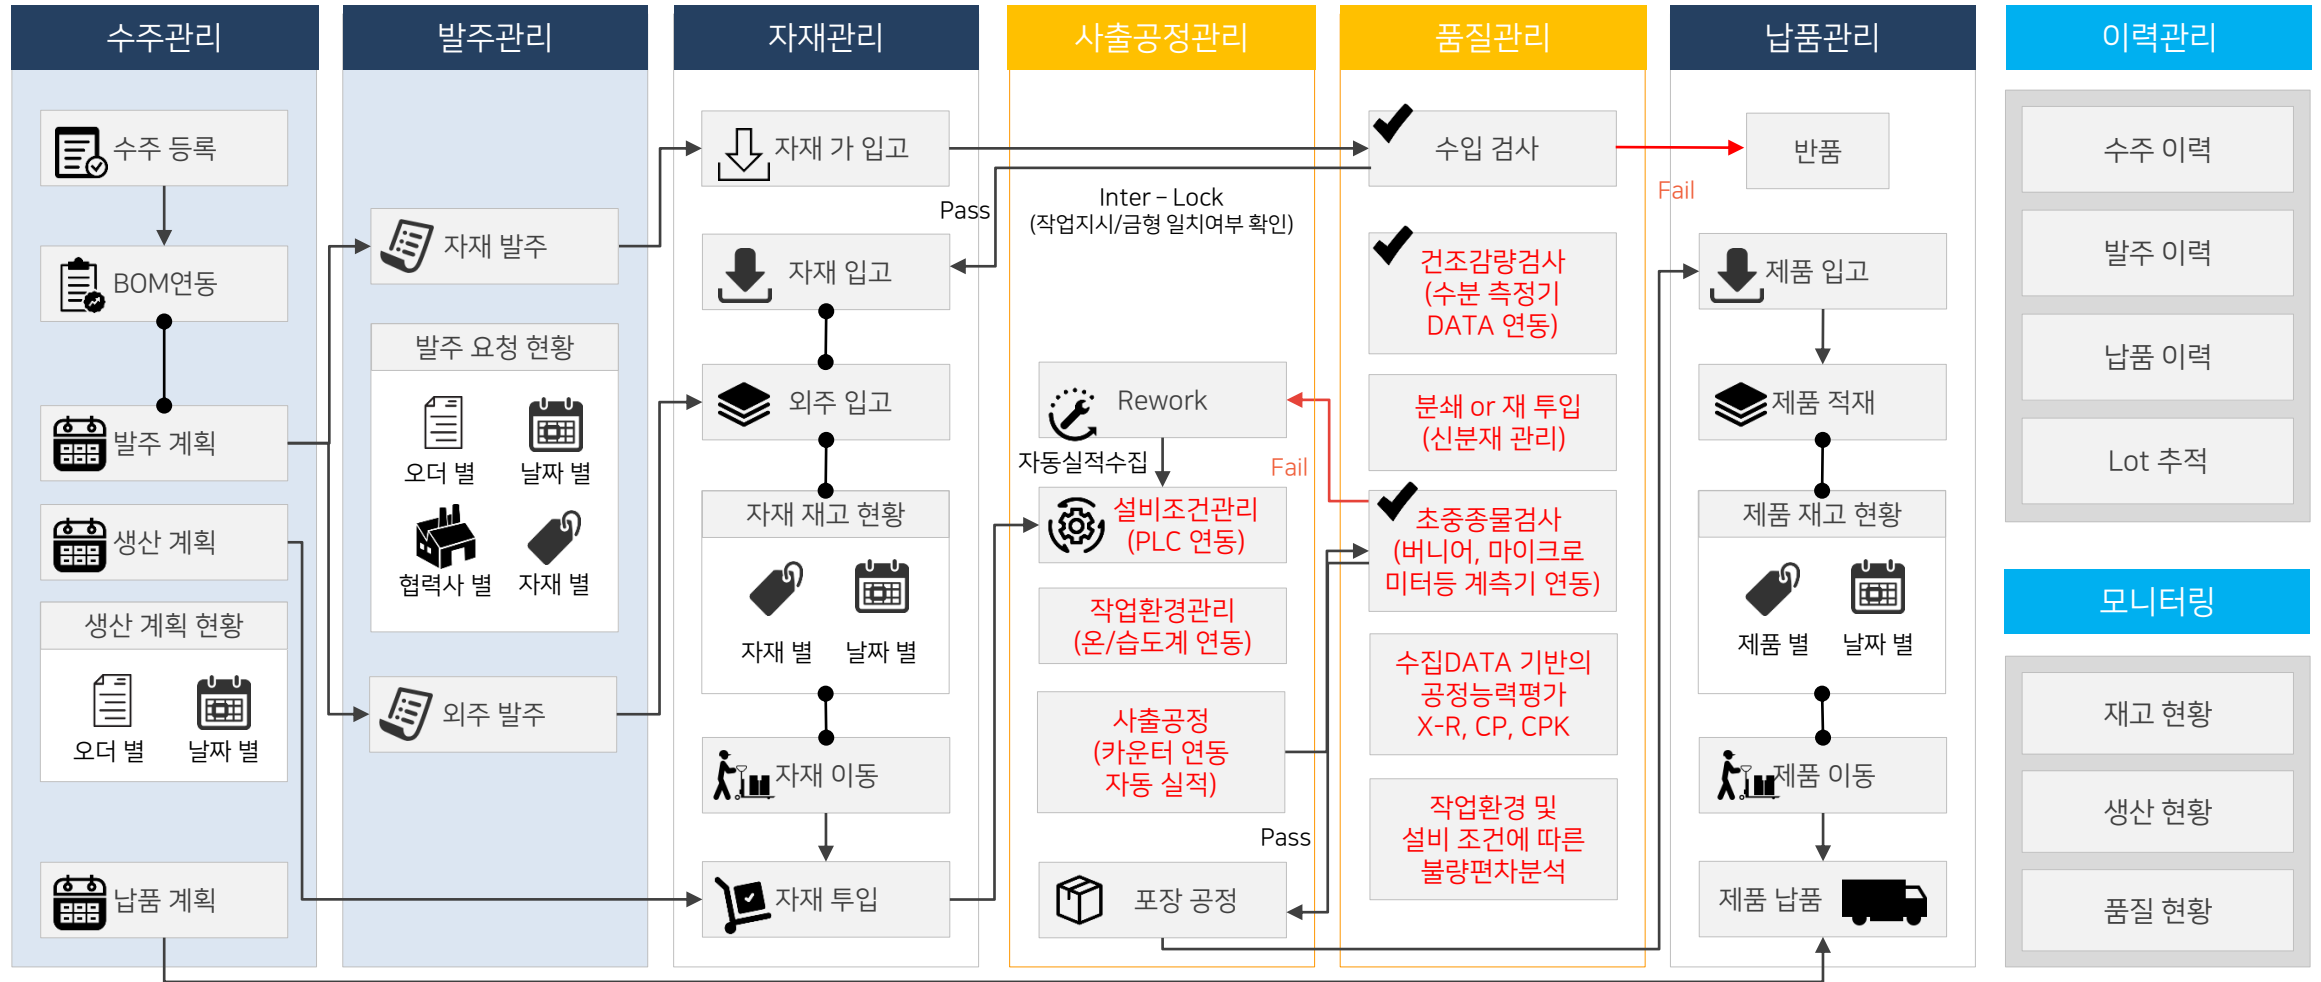 수주관리
수주 등록
BOM연동
발주 계획
생산 계획
생산 계획 현황
오더 별
날짜 별
납품 계획
발주관리
자재 발주
발주 요청 현황
오더 별
날짜 별
협력사 별
자재 별
외주 발주
자재관리
자재 가 입고
Pass
자재 입고
외주 입고
자재 재고 현황
자재 별
날짜 별
자재 이동
자재 투입
사출공정관리
Inter – Lock
(작업지시/금형 일치여부 확인)
Rework
자동실적수집
Fail
설비조건관리
(PLC 연동)
작업환경관리
(온/습도계 연동)
사출공정
(카운터 연동
자동 실적)
Pass
포장 공정
품질관리
수입 검사
Fail
건조감량검사
(수분 측정기
DATA 연동)
분쇄 or 재 투입
(신분재 관리)
초중종물검사
(버니어, 마이크로
미터등 계측기 연동)
수집DATA 기반의
공정능력평가
X-R, CP, CPK
작업환경 및
설비 조건에 따른
불량편차분석
납품관리
반품
제품 입고
제품 적재
제품 재고 현황
제품 별
날짜 별
제품 이동
제품 납품
이력관리
수주 이력
발주 이력
납품 이력
Lot 추적
모니터링
재고 현황
생산 현황
품질 현황